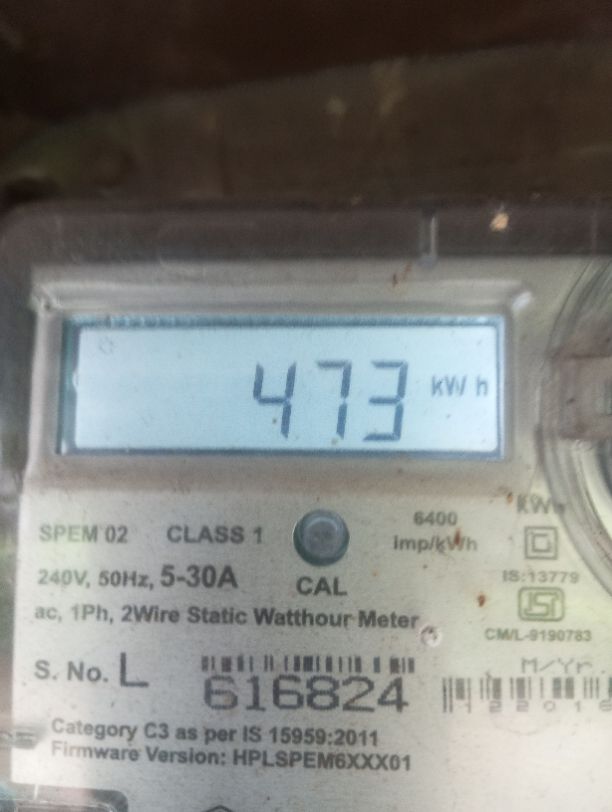 473 kWh
SPEM 02 CLASS 1
6400
imp/kWh
240V, 50Hz, 5-30A
CAL
IS:13779
ac, 1Ph, 2Wire Static Watthour Meter
ISI
CM/L-9190783
S. No. L
616824
M/Yr
Category C3 as per IS 15959:2011
Firmware Version: HPLSPEM6XXX01